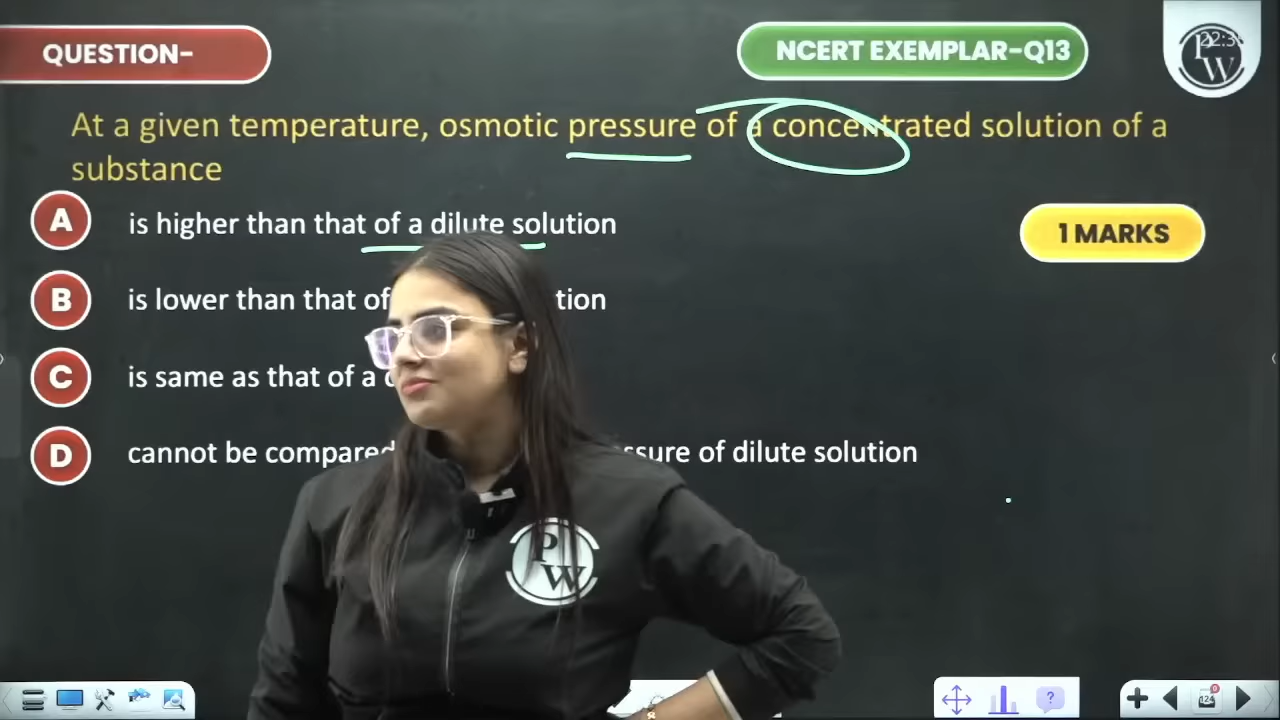 QUESTION-
NCERT EXEMPLAR-Q13
At a given temperature, osmotic pressure of a concentrated solution of a
substance
A is higher than that of a dilute solution
1 MARKS
B is lower than that of
C is same as that of a
D cannot be compared of dilute solution
PW
124